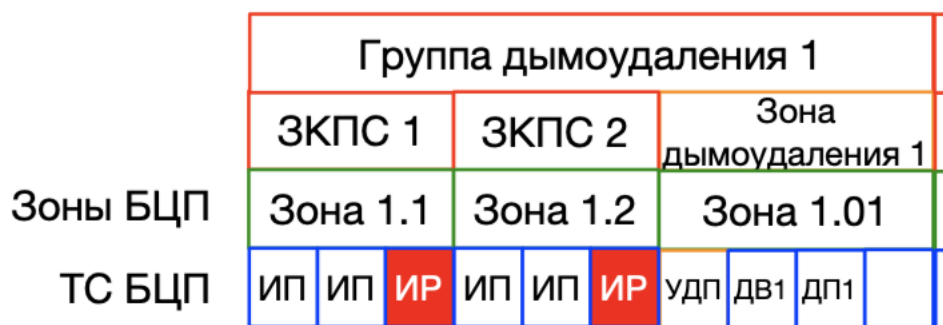 Группа дымоудаления 1
ЗКПС 1 ЗКПС 2 Зона
дымоудаления 1
Зоны БЦП Зона 1.1 Зона 1.2 Зона 1.01
ТС БЦП ИП ИП ИР ИП ИП ИР УДП ДВ1 ДП1